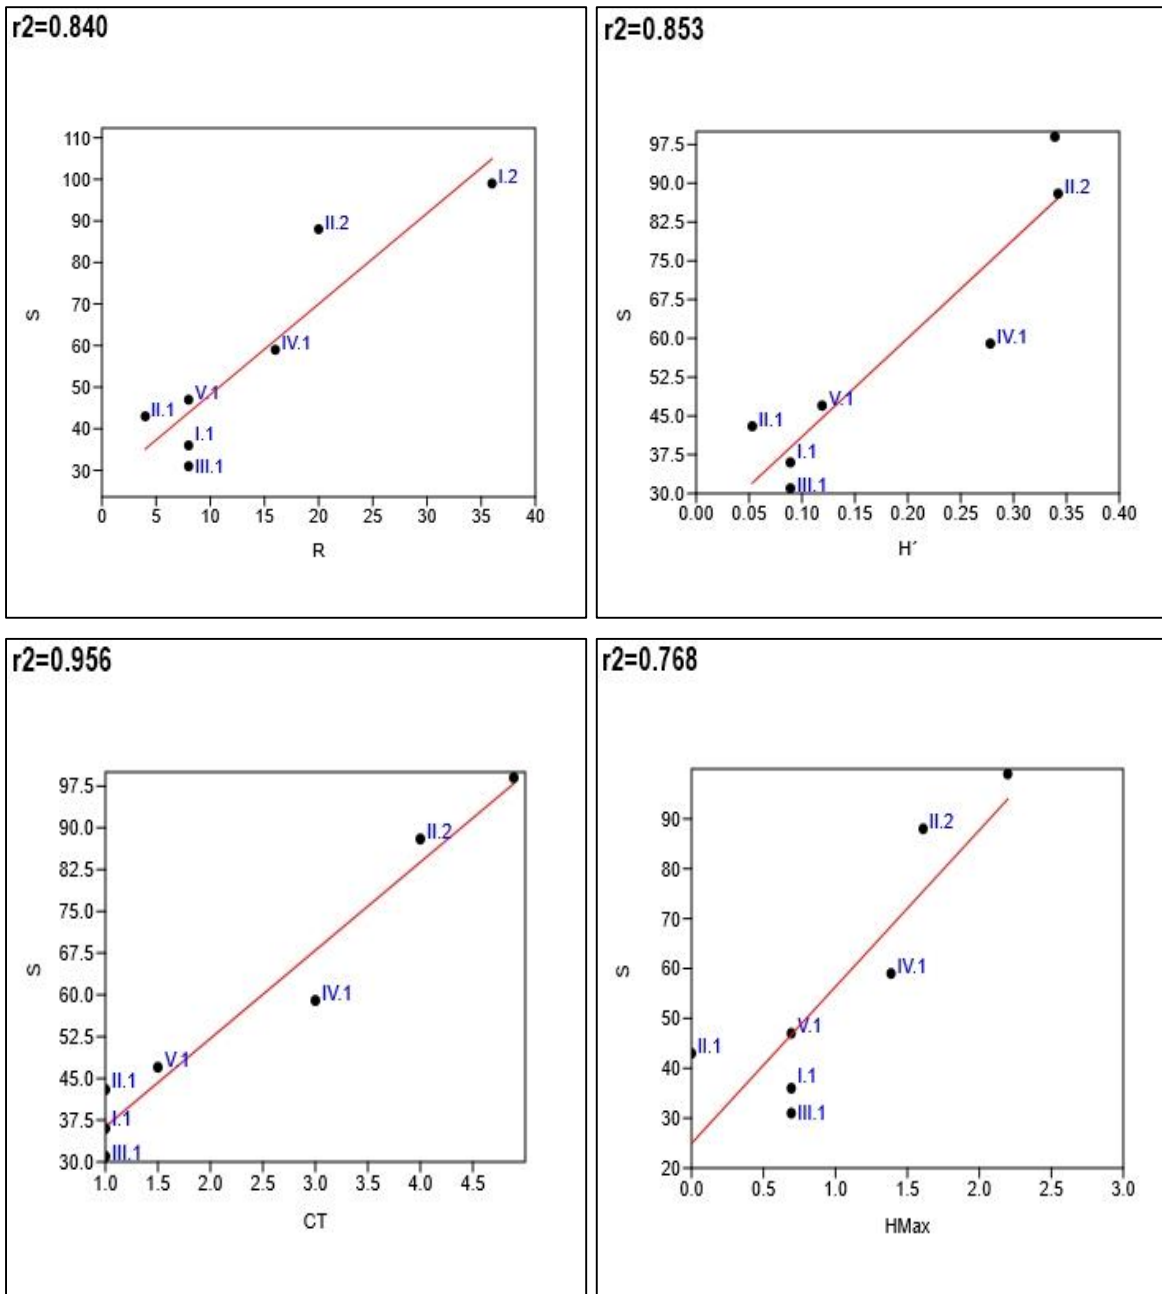 r2=0.840
110
100
90
80
70
60
50
40
30
S
I.2
II.2
IV.1
V.1
II.1
I.1
III.1
0 5 10 15 20 25 30 35 40
R
r2=0.853
97.5
90.0
82.5
75.0
67.5
60.0
52.5
45.0
37.5
30.0
S
II.2
IV.1
V.1
II.1
I.1
III.1
0.00 0.05 0.10 0.15 0.20 0.25 0.30 0.35 0.40
H´
r2=0.956
97.5
90.0
82.5
75.0
67.5
60.0
52.5
45.0
37.5
30.0
S
II.2
IV.1
V.1
II.1
I.1
III.1
1.0 1.5 2.0 2.5 3.0 3.5 4.0 4.5
CT
r2=0.768
90
80
70
60
50
40
30
20
S
II.2
IV.1
V.1
II.1
I.1
III.1
0.0 0.5 1.0 1.5 2.0 2.5 3.0
HMax